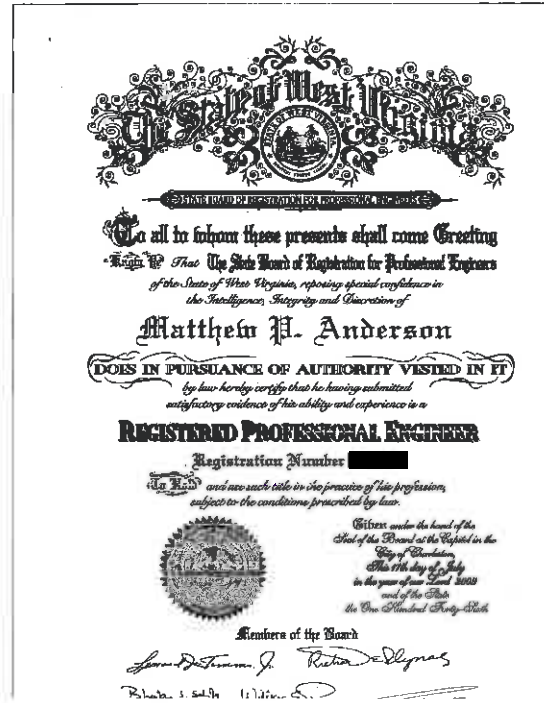 The State of West Virginia
STATE OF WEST VIRGINIA
STATE BOARD OF REGISTRATION FOR PROFESSIONAL ENGINEERS
To all to whom these presents shall come Greeting
Know Ye That The State Board of Registration for Professional Engineers
of the State of West Virginia, reposing special confidence in
the Intelligence, Integrity and Discretion of
Matthew P. Anderson
DOES IN PURSUANCE OF AUTHORITY VESTED IN IT
by law hereby certify that he having submitted
satisfactory evidence of his ability and experience is a
REGISTERED PROFESSIONAL ENGINEER
Registration Number
To Hold and use such title in the practice of his profession,
subject to the conditions prescribed by law.
Given under the hand of the
Seal of the Board at the Capitol in the
City of Charleston,
This 17th day of July
in the year of our Lord 2009
and of the State
the One Hundred Forty-Sixth
Members of the Board